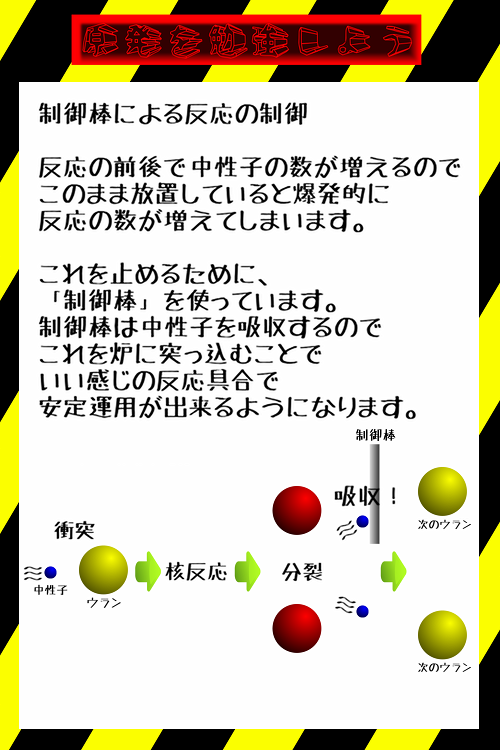 を勉強しよう
制御棒による反応の制御
反応の前後で中性子の数が増えるので
このまま放置していると爆発的に
反応の数が増えてしまいます。
これを止めるために、
「制御棒」を使っています。
制御棒は中性子を吸収するので
これを炉に突っ込むことで
いい感じの反応具合で
安定運用が出来るようになります。
制御棒
吸収！
次のウラン
衝突
中性子
ウラン
核反応
分裂
次のウラン